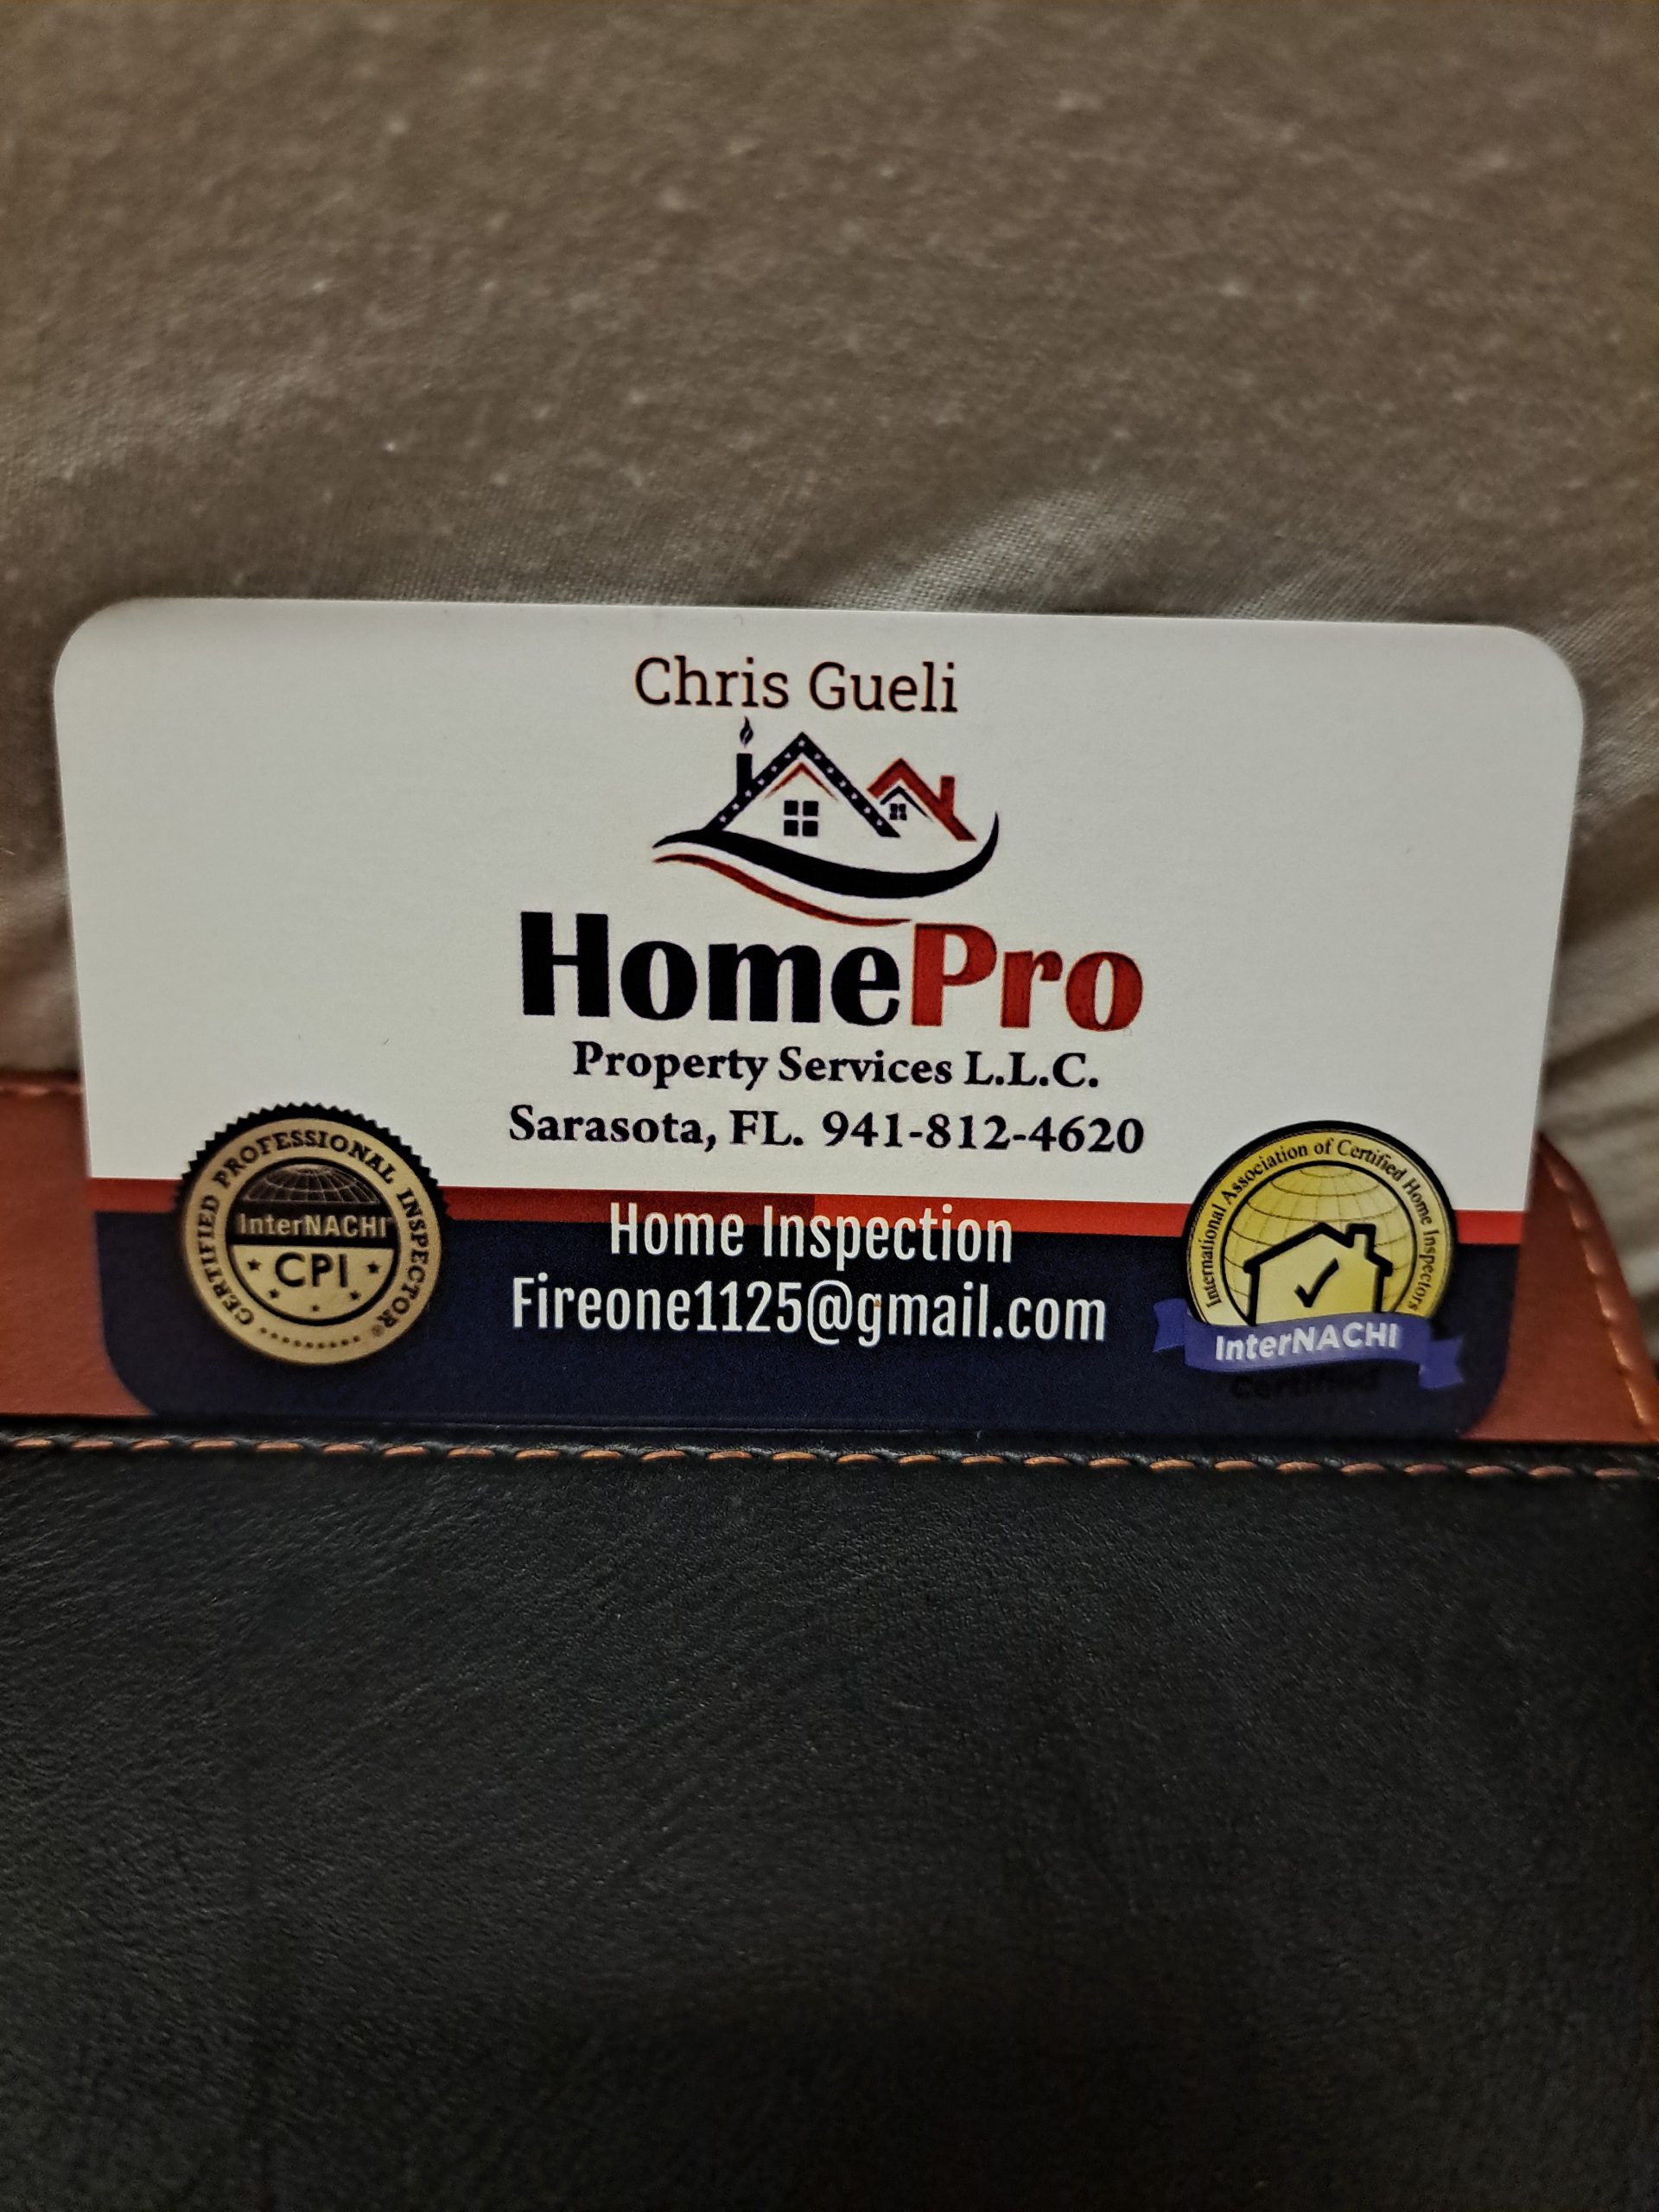 Chris Gueli
HomePro
Property Services L.L.C.
Sarasota, FL. 941-812-4620
Home Inspection
Fireone1125@gmail.com
CERTIFIED PROFESSIONAL INSPECTOR®
InterNACHI®
CPI
International Association of Certified Home Inspectors
InterNACHI
Certified